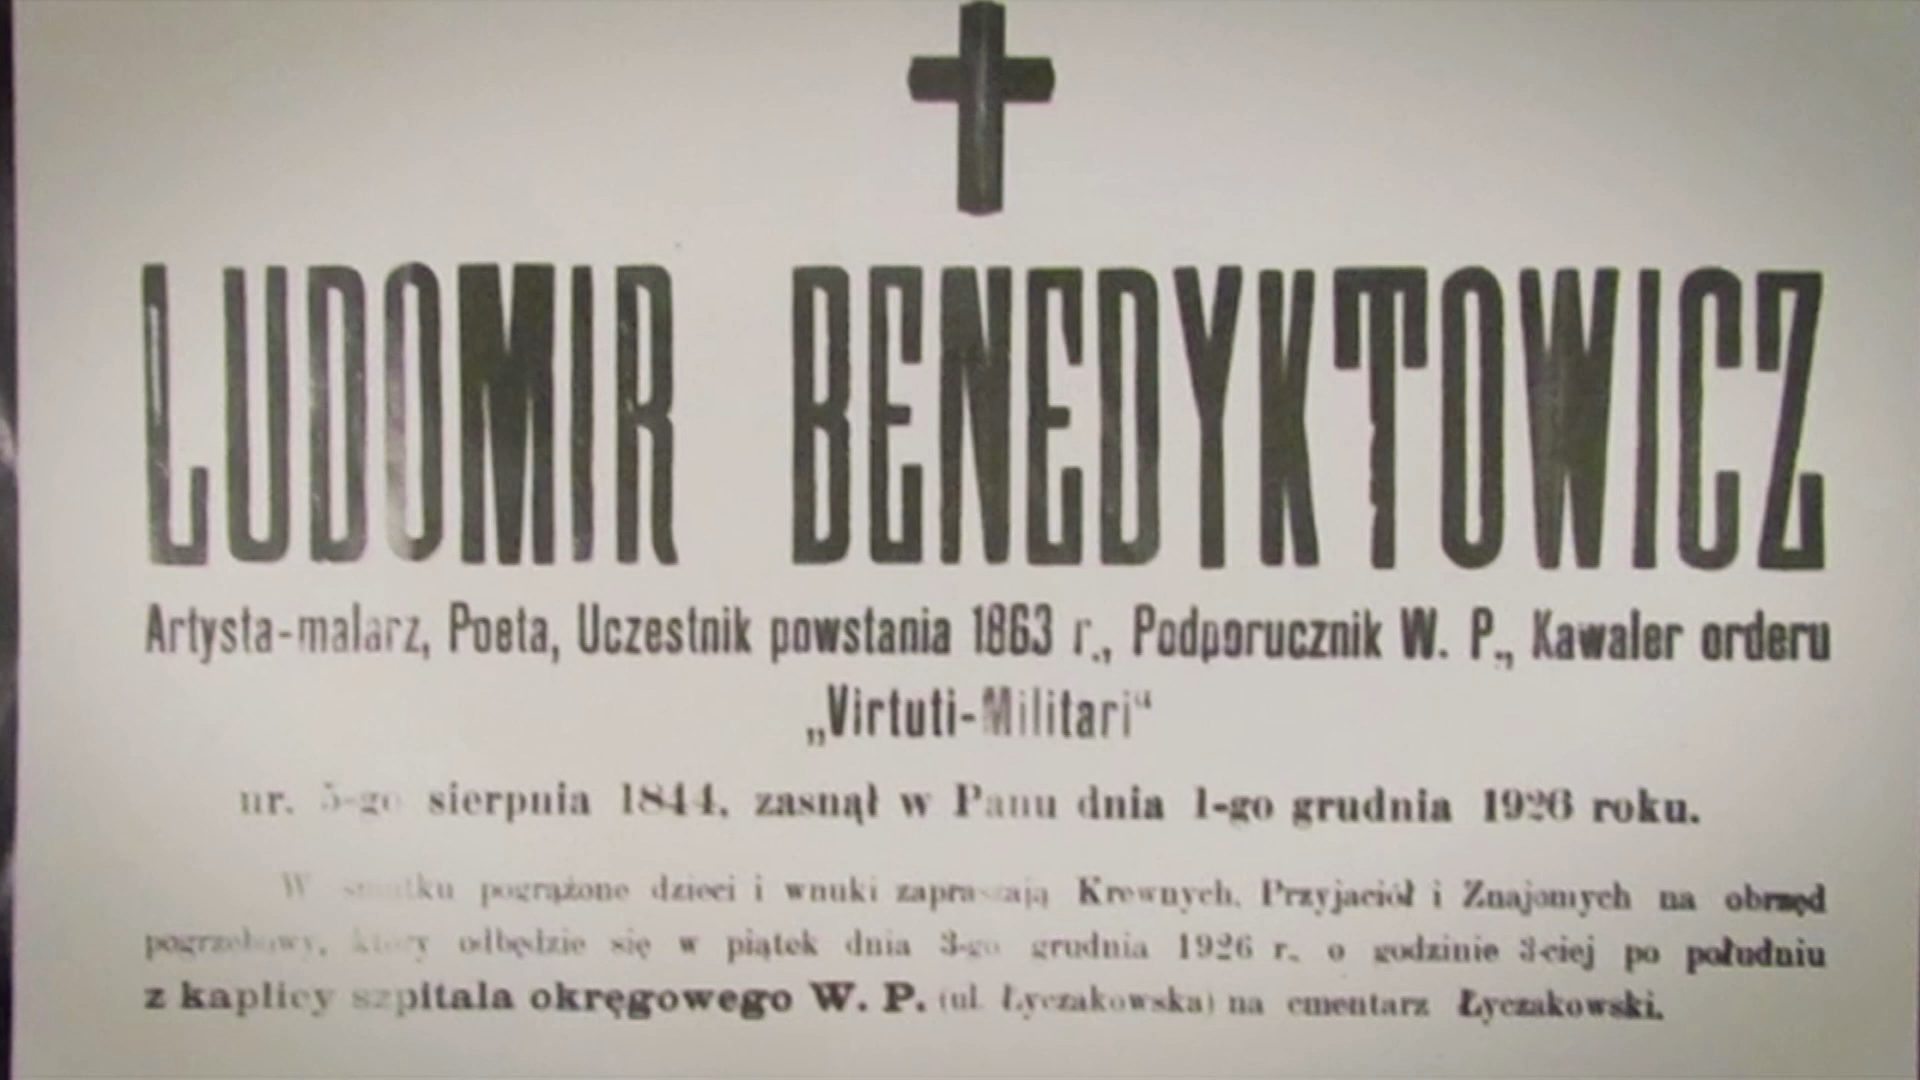 LUDOMIR BENEDYKTOWICZ
Artysta-malarz, Poeta, Uczestnik powstania 1863 r., Podporucznik W. P., Kawaler orderu
„Virtuti-Militari“
ur. 5-go sierpnia 1844. zasnął w Panu dnia 1-go grudnia 1926 roku.
W smutku pogrążone dzieci i wnuki zapraszają Krewnych, Przyjaciół i Znajomych na obrzęd
pogrzebowy, który odbędzie się w piątek dnia 3-go grudnia 1926 r. o godzinie 3-ciej po południu
z kaplicy szpitala okręgowego W. P. (ul. Łyczakowska) na cmentarz Łyczakowski.